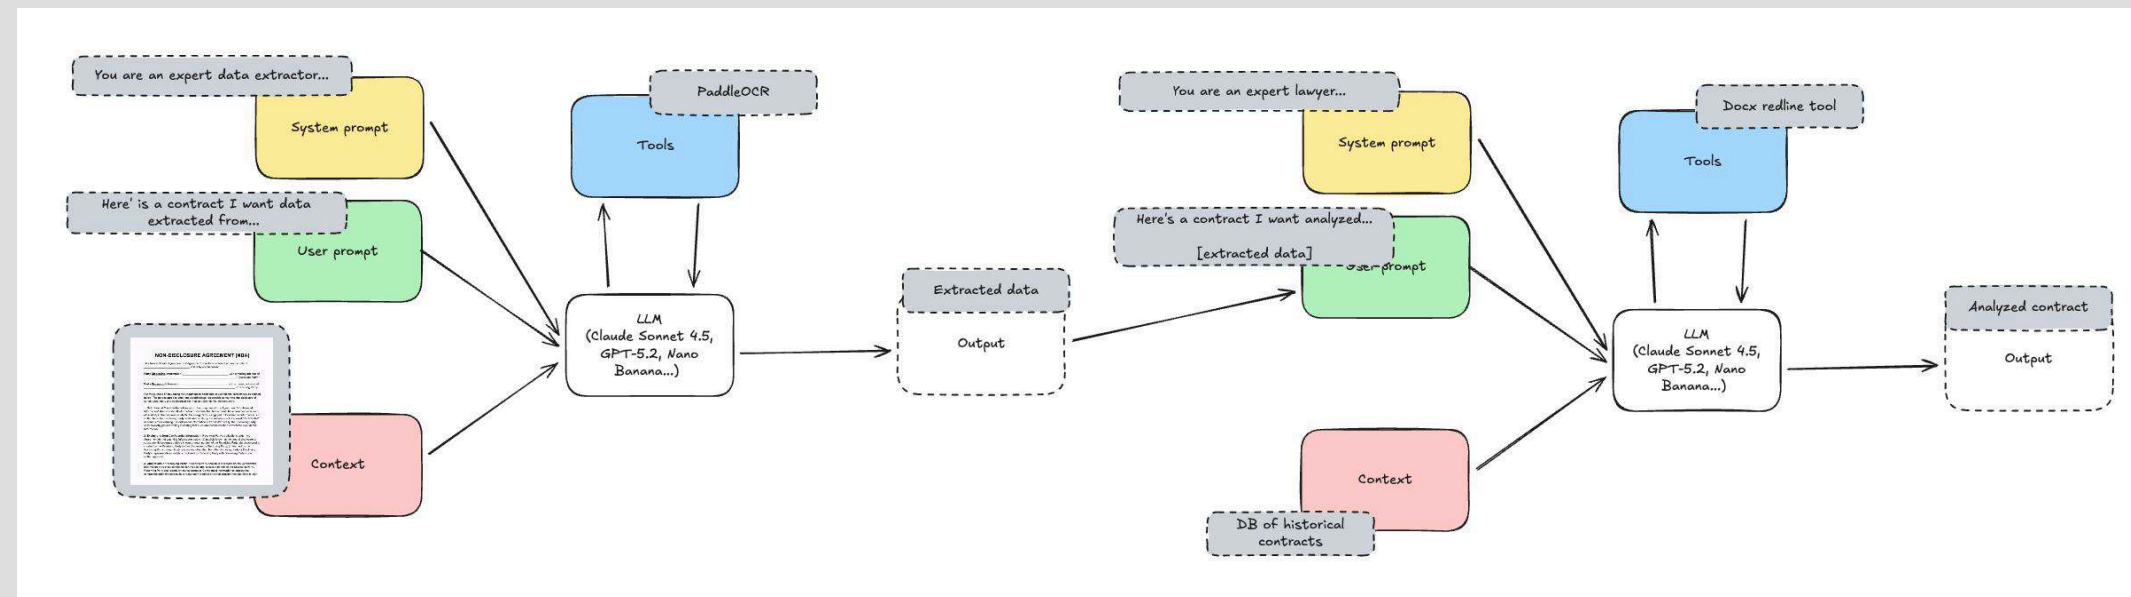 You are an expert data extractor...
System prompt
Here' is a contract I want data
extracted from...
User prompt
NON-DISCLOSURE AGREEMENT (NDA)
Context
PaddleOCR
Tools
LLM
(Claude Sonnet 4.5,
GPT-5.2, Nano
Banana...)
Extracted data
Output
You are an expert lawyer...
System prompt
Here's a contract I want analyzed...
[extracted data]
User prompt
Context
DB of historical
contracts
Docx redline tool
Tools
LLM
(Claude Sonnet 4.5,
GPT-5.2, Nano
Banana...)
Analyzed contract
Output